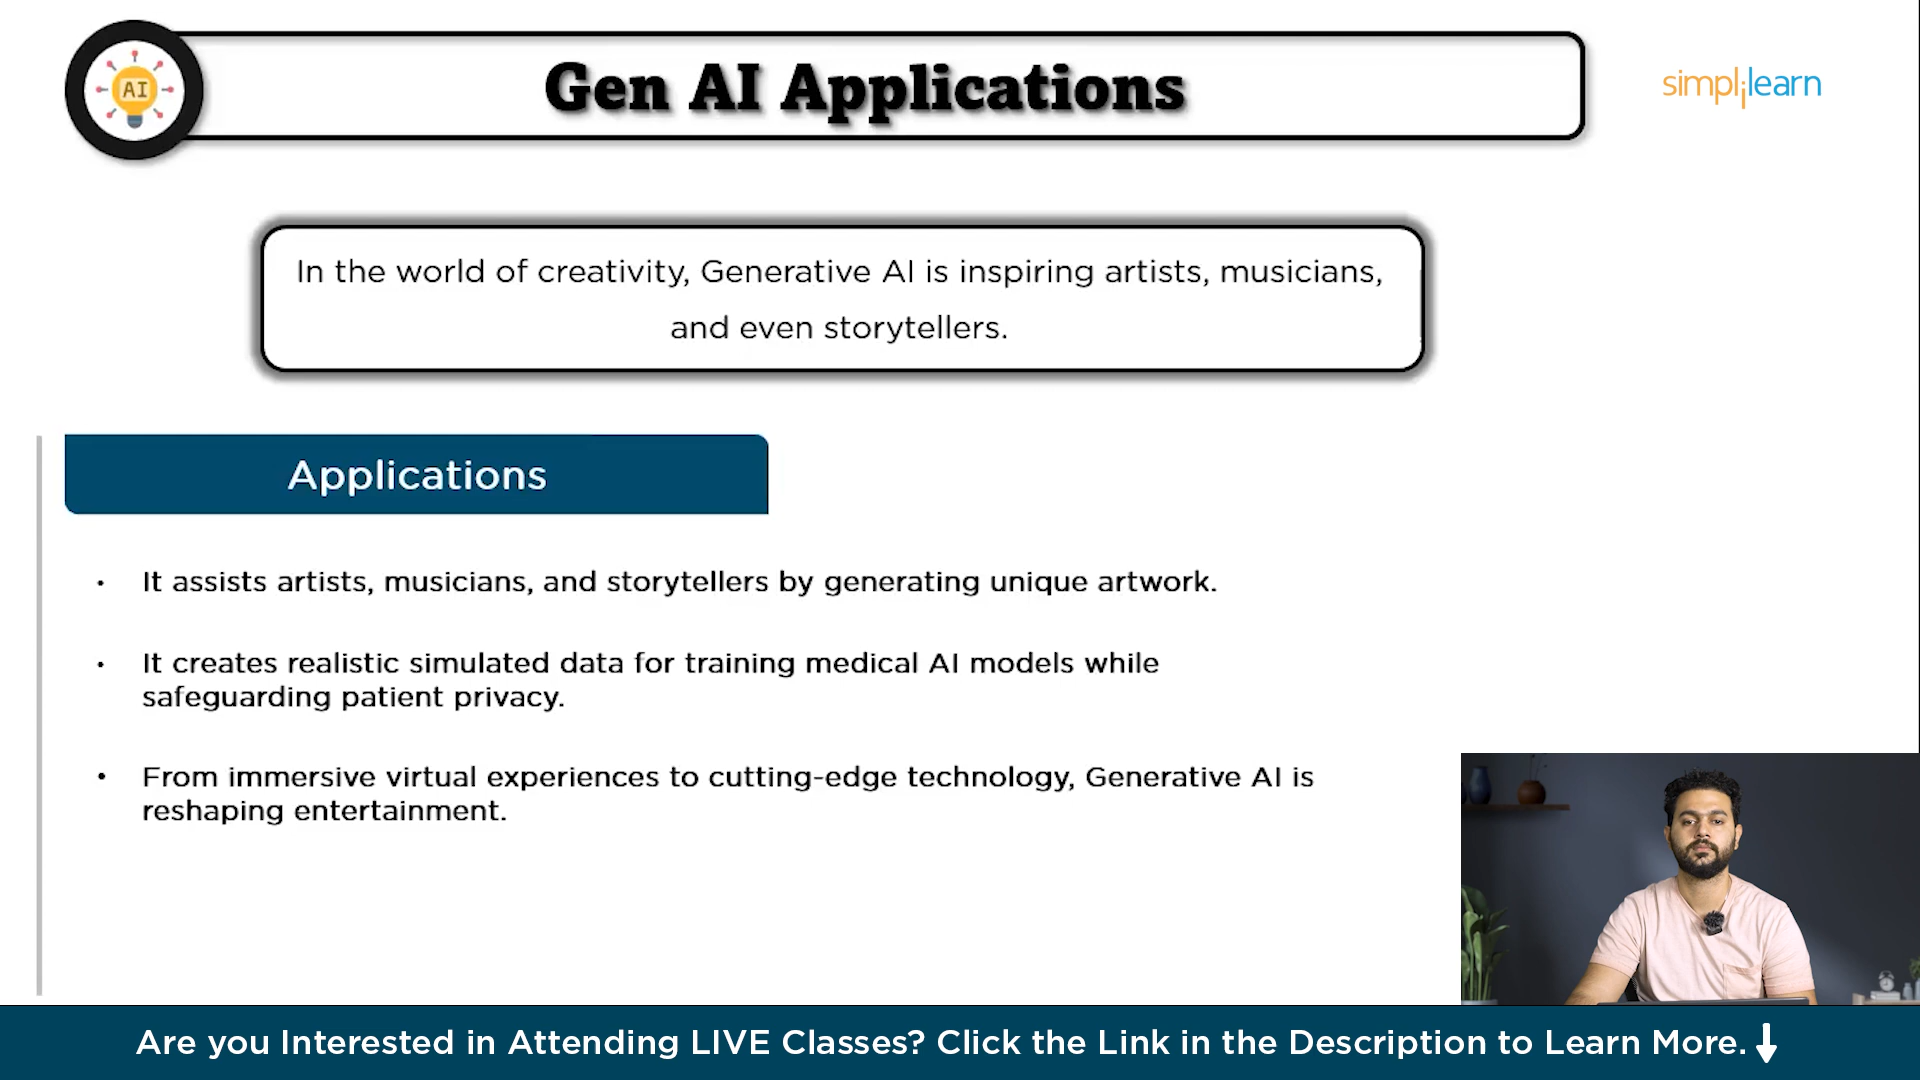 AI
Gen AI Applications
simplilearn
In the world of creativity, Generative AI is inspiring artists, musicians,
and even storytellers.
Applications
• It assists artists, musicians, and storytellers by generating unique artwork.
• It creates realistic simulated data for training medical AI models while
safeguarding patient privacy.
• From immersive virtual experiences to cutting-edge technology, Generative AI is
reshaping entertainment.
Are you Interested in Attending LIVE Classes? Click the Link in the Description to Learn More.